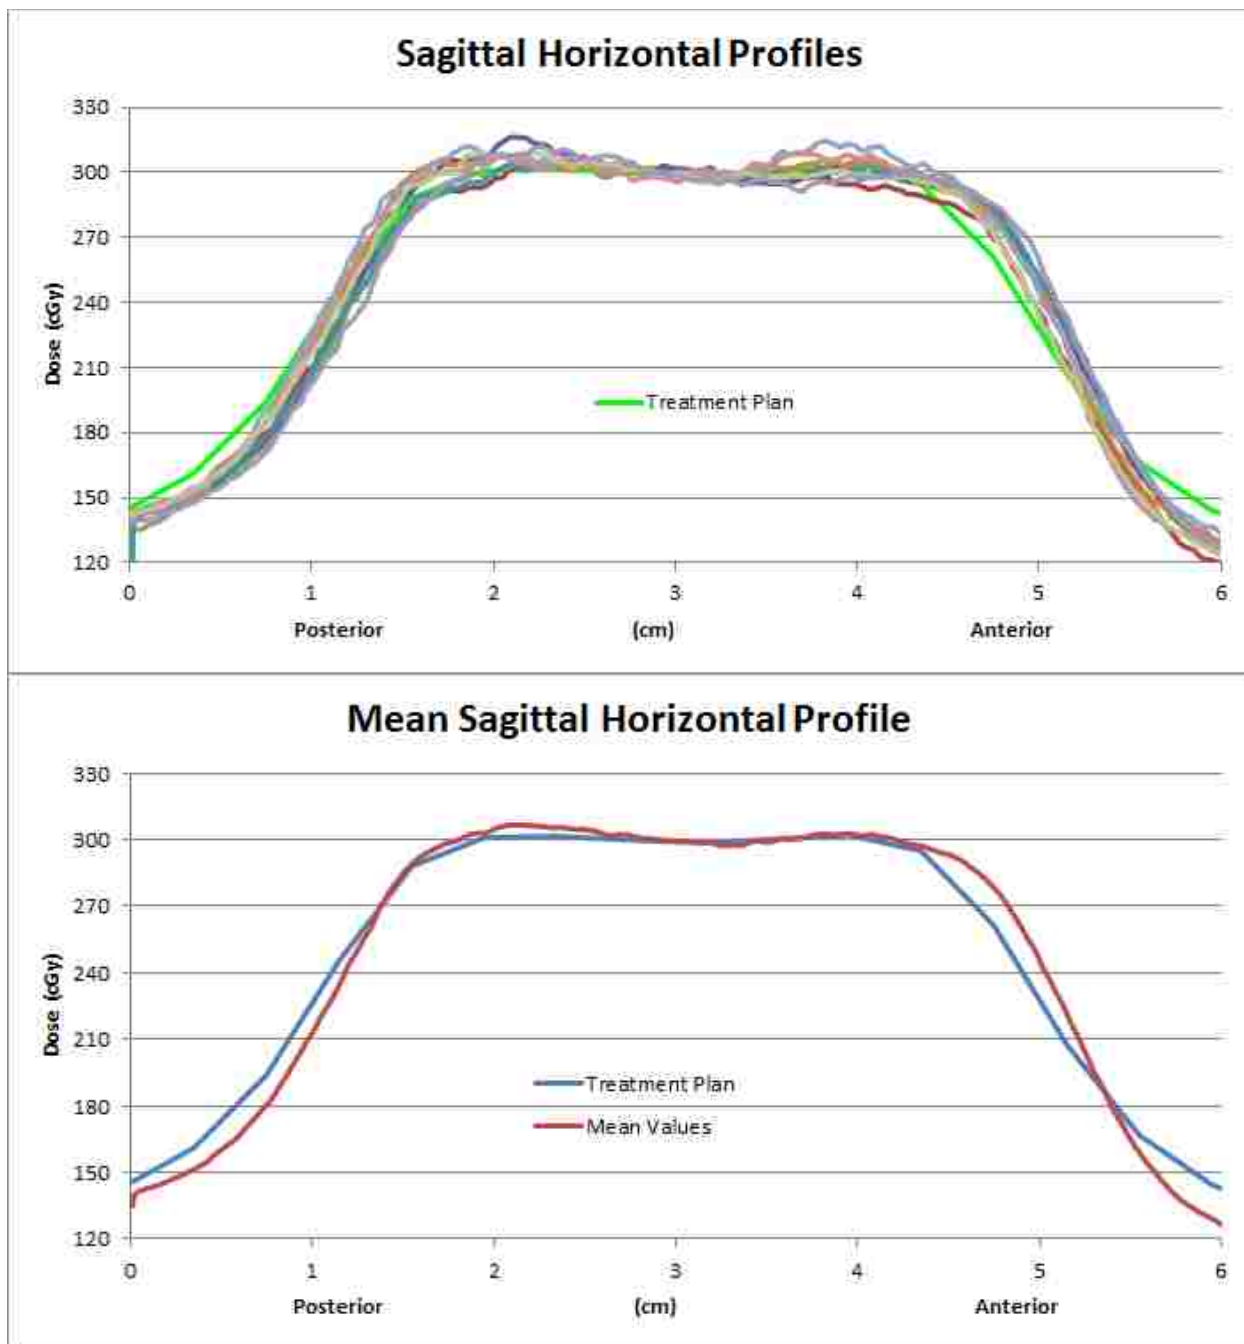 Sagittal Horizontal Profiles
330
300
270
240
210
180
150
120
Dose (cGy)
Treatment Plan
0 1 2 3 4 5 6
Posterior (cm) Anterior
Mean Sagittal Horizontal Profile
330
300
270
240
210
180
150
120
Dose (cGy)
Treatment Plan
Mean Values
0 1 2 3 4 5 6
Posterior (cm) Anterior